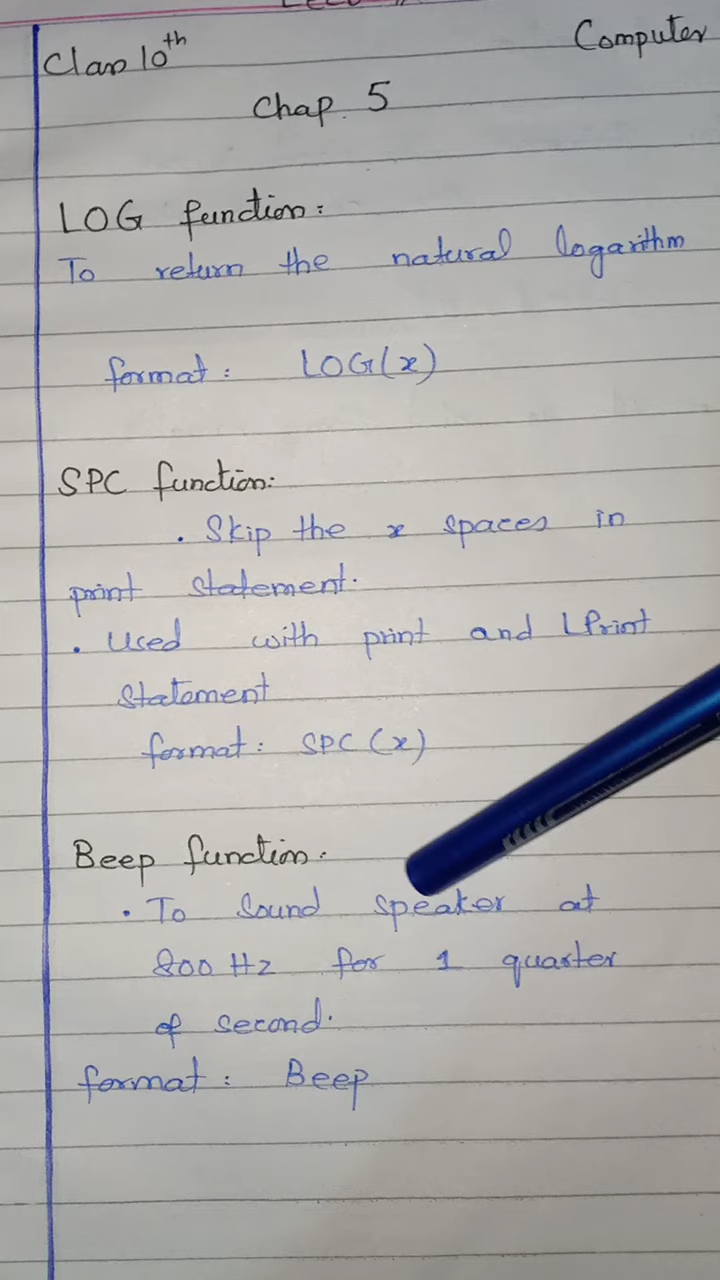 Class 10th Computer
Chap. 5
LOG function:
To return the natural logarithm
format: LOG(x)
SPC function:
. Skip the x spaces in
print statement.
. Used with print and LPrint
Statement
format: SPC (x)
Beep function.
. To Sound speaker at
800 Hz for 1 quarter
of second.
format: Beep